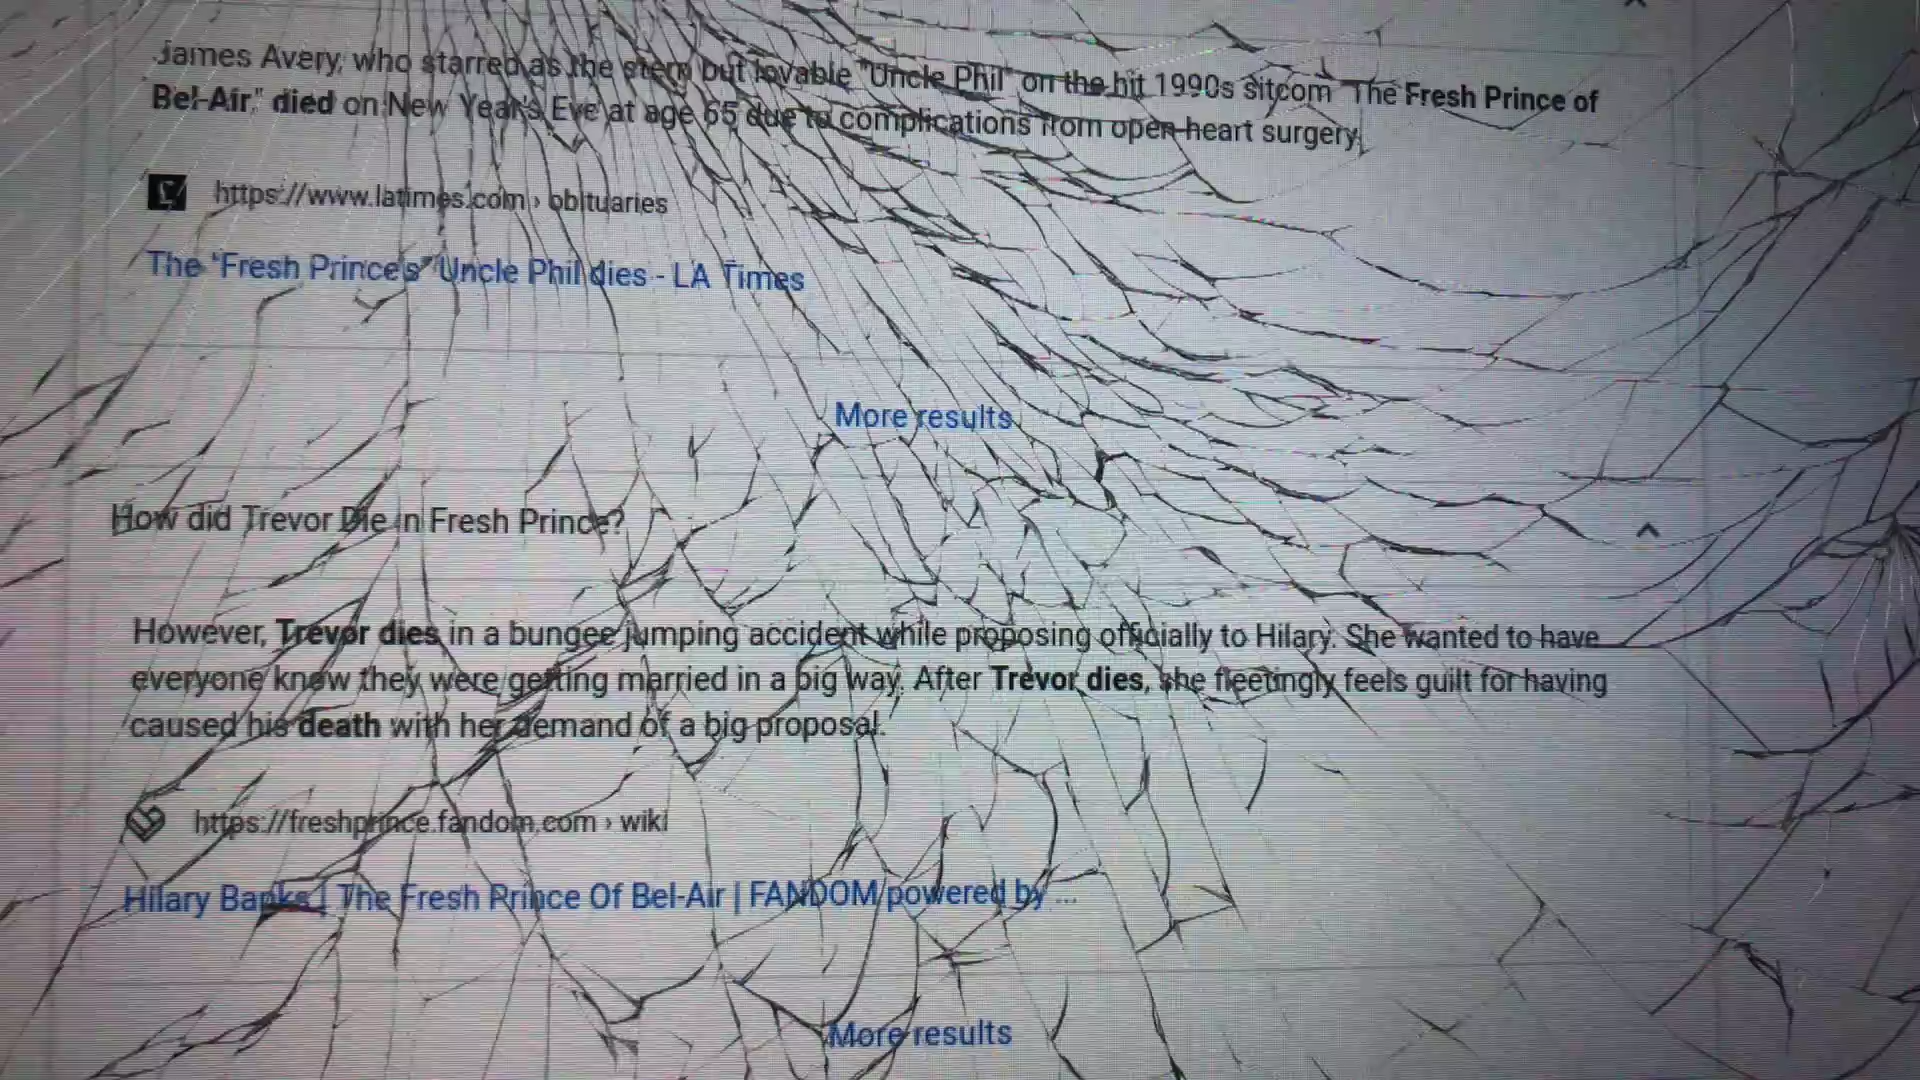 James Avery, who starred as the stern but lovable "Uncle Phil" on the hit 1990s sitcom "The Fresh Prince of
Bel-Air," died on New Year's Eve at age 65 due to complications from open-heart surgery.
https://www.latimes.com › obituaries
The "Fresh Prince's" Uncle Phil dies - LA Times
More results
How did Trevor Die in Fresh Prince?
However, Trevor dies in a bungee jumping accident while proposing officially to Hilary. She wanted to have
everyone know they were getting married in a big way. After Trevor dies, she fleetingly feels guilt for having
caused his death with her demand of a big proposal.
https://freshprince.fandom.com › wiki
Hilary Banks | The Fresh Prince Of Bel-Air | FANDOM powered by ...
More results